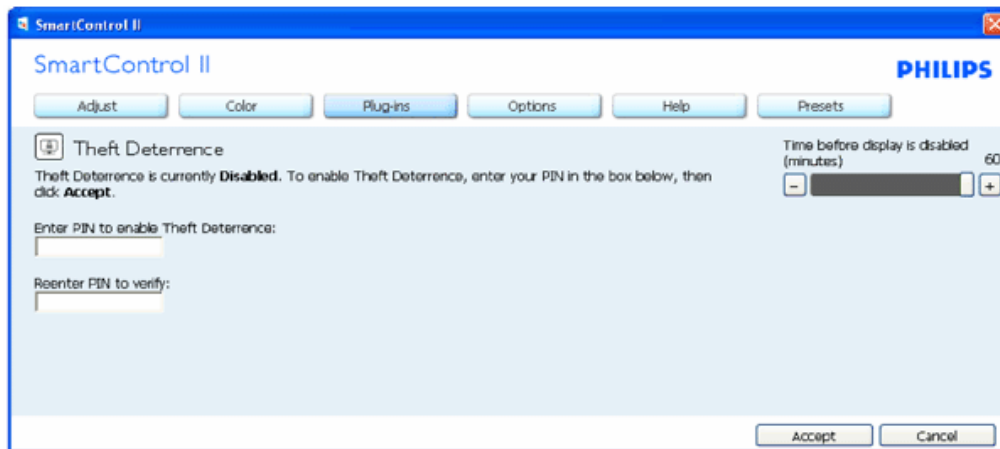 SmartControl II
SmartControl II
PHILIPS
Adjust Color Plug-ins Options Help Presets
Theft Deterrence
Theft Deterrence is currently Disabled. To enable Theft Deterrence, enter your PIN in the box below, then
click Accept.
Time before display is disabled
(minutes) 60
Enter PIN to enable Theft Deterrence:
Reenter PIN to verify:
Accept Cancel